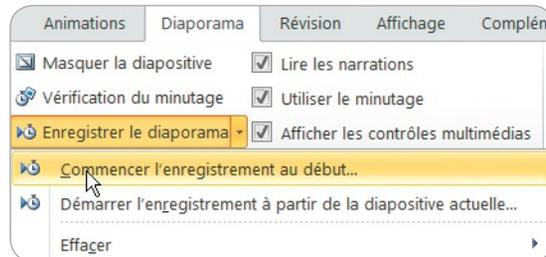 Animations Diaporama Révision Affichage Complém
Masquer la diapositive Lire les narrations
Vérification du minutage Utiliser le minutage
Enregistrer le diaporama Afficher les contrôles multimédias
Commencer l'enregistrement au début...
Démarrer l'enregistrement à partir de la diapositive actuelle...
Effacer